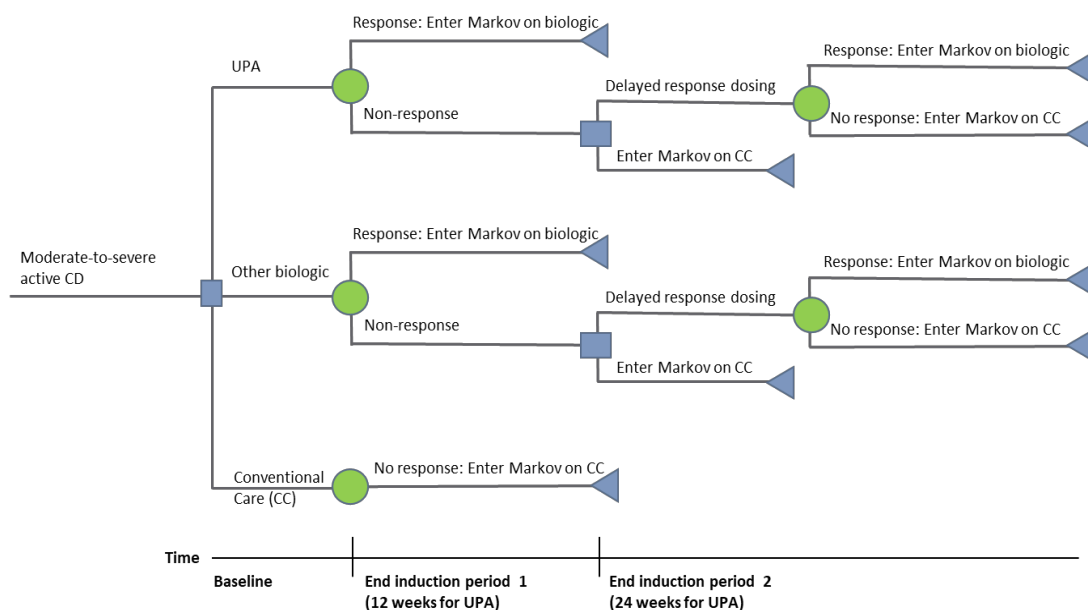 Response: Enter Markov on biologic
UPA
Non-response
Delayed response dosing
Response: Enter Markov on biologic
No response: Enter Markov on CC
Enter Markov on CC
Moderate-to-severe
active CD
Other biologic
Response: Enter Markov on biologic
Non-response
Delayed response dosing
Response: Enter Markov on biologic
No response: Enter Markov on CC
Enter Markov on CC
Conventional
Care (CC)
No response: Enter Markov on CC
Time
Baseline
End induction period 1
(12 weeks for UPA)
End induction period 2
(24 weeks for UPA)